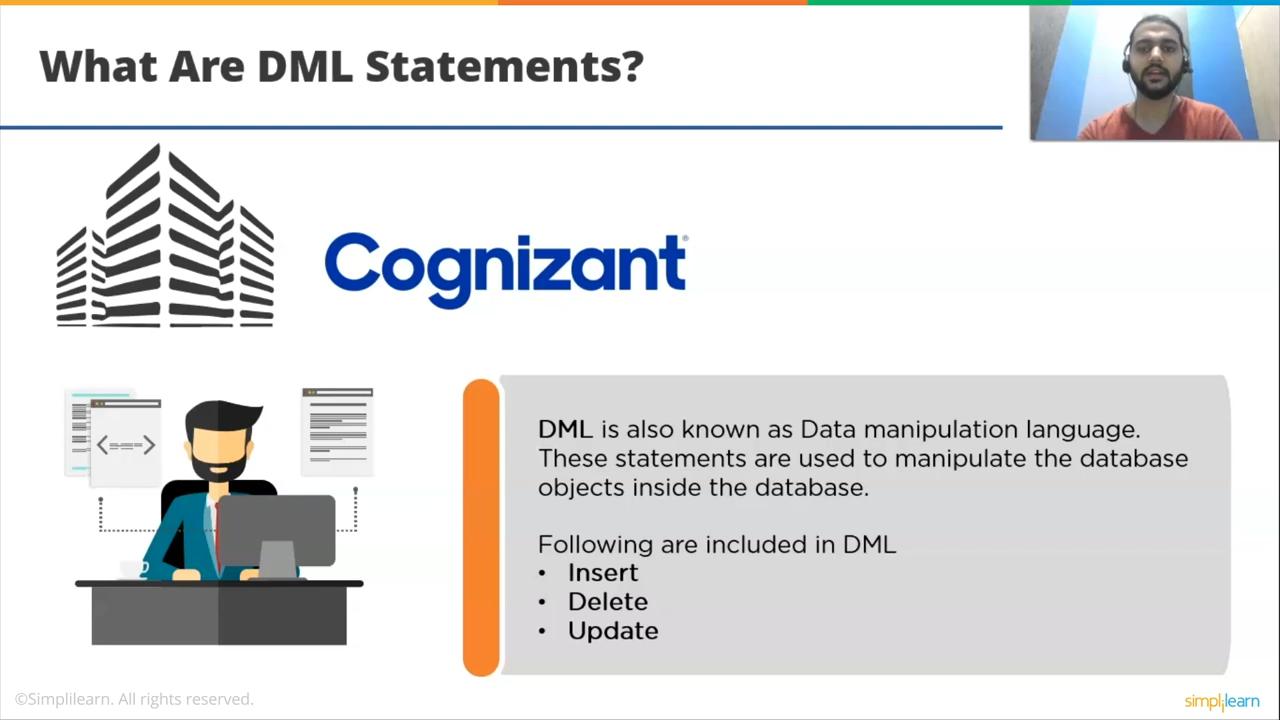 What Are DML Statements?
Cognizant®
DML is also known as Data manipulation language.
These statements are used to manipulate the database
objects inside the database.
Following are included in DML
• Insert
• Delete
• Update
©Simplilearn. All rights reserved.
simplilearn